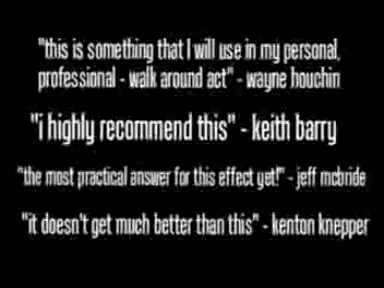 "this is something that I will use in my personal,
professional - walk around act" - wayne houchin
"i highly recommend this" - keith barry
"the most practical answer for this effect yet!" - jeff mcbride
"it doesn't get much better than this" - kenton knepper